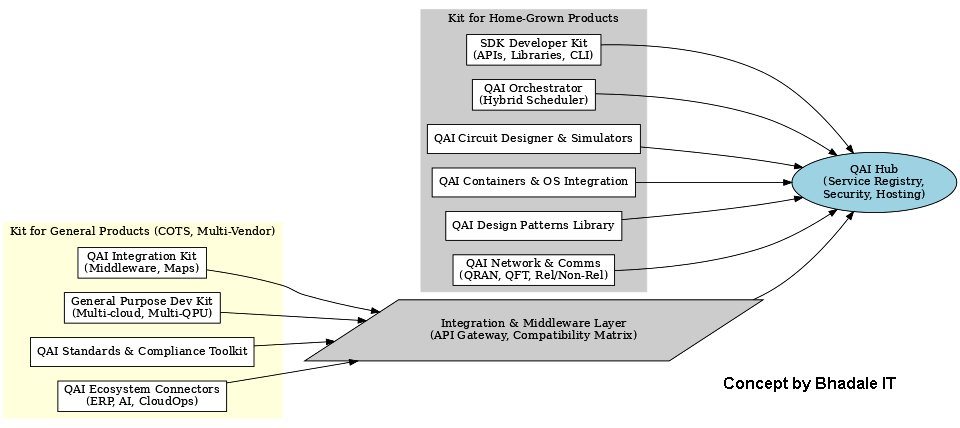 Kit for Home-Grown Products
SDK Developer Kit
(APIs, Libraries, CLI)
QAI Orchestrator
(Hybrid Scheduler)
QAI Circuit Designer & Simulators
QAI Containers & OS Integration
QAI Design Patterns Library
QAI Network & Comms
(QRAN, QFT, Rel/Non-Rel)
QAI Hub
(Service Registry,
Security, Hosting)
Kit for General Products (COTS, Multi-Vendor)
QAI Integration Kit
(Middleware, Maps)
General Purpose Dev Kit
(Multi-cloud, Multi-QPU)
QAI Standards & Compliance Toolkit
QAI Ecosystem Connectors
(ERP, AI, CloudOps)
Integration & Middleware Layer
(API Gateway, Compatibility Matrix)
Concept by Bhadale IT